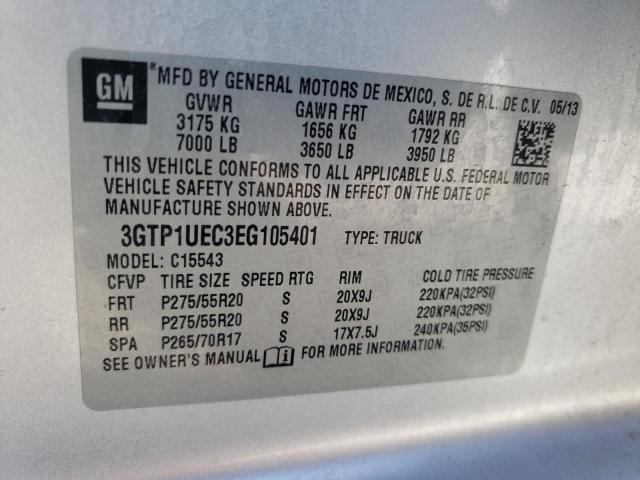 GM
*MFD BY GENERAL MOTORS DE MEXICO, S. DE R.L. DE C.V. 05/13
GVWR GAWR FRT GAWR RR
3175 KG 1656 KG 1792 KG
7000 LB 3650 LB 3950 LB
THIS VEHICLE CONFORMS TO ALL APPLICABLE U.S. FEDERAL MOTOR
VEHICLE SAFETY STANDARDS IN EFFECT ON THE DATE OF
MANUFACTURE SHOWN ABOVE.
3GTP1UEC3EG105401 TYPE: TRUCK
MODEL: C15543
CFVP TIRE SIZE SPEED RTG RIM COLD TIRE PRESSURE
FRT P275/55R20 S 20X9J 220KPA(32PSI)
RR P275/55R20 S 20X9J 220KPA(32PSI)
SPA P265/70R17 S 17X7.5J 240KPA(35PSI)
SEE OWNER'S MANUAL FOR MORE INFORMATION.